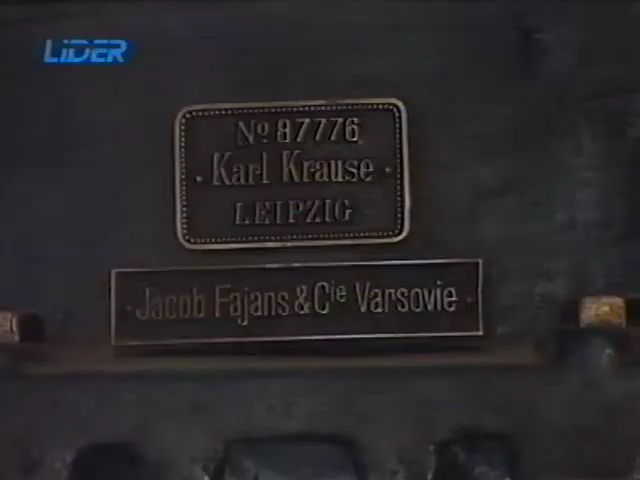 LIDER
Nº 87776
· Karl Krause ·
LEIPZIG
· Jacob Fajans & Cie Varsovie ·